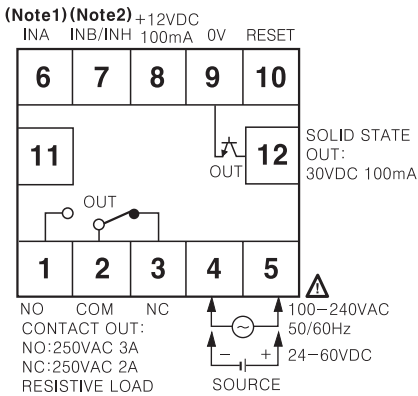 (Note1) (Note2) +12VDC
INA INB/INH 100mA 0V RESET
6 7 8 9 10
11 OUT 12
SOLID STATE
OUT:
30VDC 100mA
OUT
1 2 3 4 5
NO COM NC
CONTACT OUT:
NO:250VAC 3A
NC:250VAC 2A
RESISTIVE LOAD
100-240VAC
50/60Hz
- + 24-60VDC
SOURCE